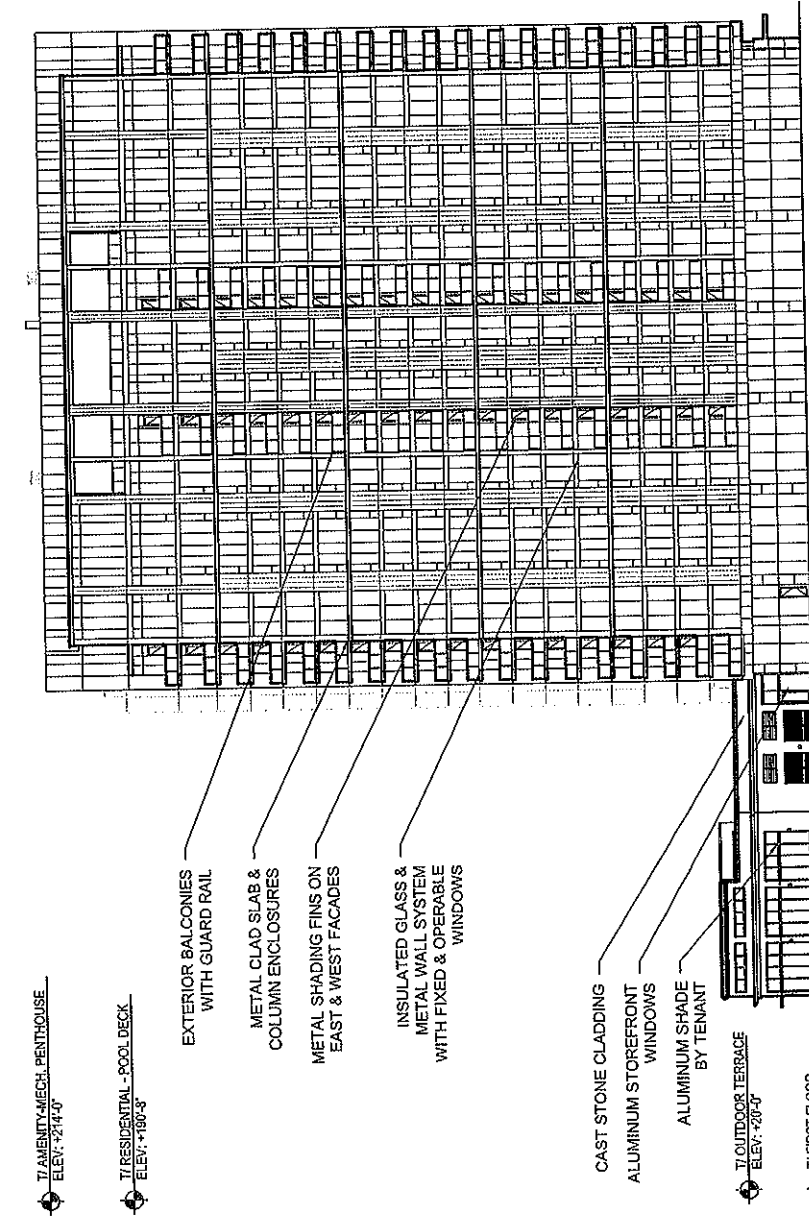 T/ AMENITY-MECH. PENTHOUSE
ELEV: +214'-0"
T/ RESIDENTIAL - POOL DECK
ELEV: +190'-8"
EXTERIOR BALCONIES
WITH GUARD RAIL
METAL CLAD SLAB &
COLUMN ENCLOSURES
METAL SHADING FINS ON
EAST & WEST FACADES
INSULATED GLASS &
METAL WALL SYSTEM
WITH FIXED & OPERABLE
WINDOWS
CAST STONE CLADDING
ALUMINUM STOREFRONT
WINDOWS
ALUMINUM SHADE
BY TENANT
T/ OUTDOOR TERRACE
ELEV: +20'-0"